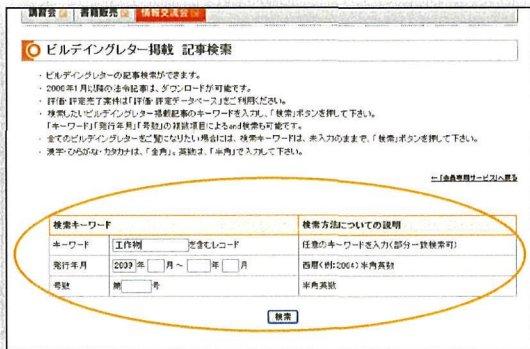 講習会 書籍販売 情報交流会
ビルデイングレター掲載 記事検索
・ ビルデイングレターの記事検索ができます。
・ 2000年1月以降の法令記事は、ダウンロードが可能です。
・ 評価・評定完了案件は「評価・評定データベース」をご利用ください。
・ 検索したいビルデイングレター掲載記事のキーワードを入力し、「検索」ボタンを押して下さい。
「キーワード」「発行年月」「号数」の複数項目によるand検索も可能です。
・ 全てのビルデイングレターをご覧になりたい場合には、検索キーワードは、未入力のままで、「検索」ボタンを押して下さい。
・ 漢字・ひらがな・カタカナは、「全角」。英数は、「半角」で入力して下さい。
←「会員専用サービス」へ戻る
検索キーワード 検索方法についての説明
キーワード 工作物 を含むレコード 任意のキーワードを入力(部分一致検索可)
発行年月 2009 年 月～ 年 月 西暦(例:2004)半角英数
号数 第 号 半角英数
検索